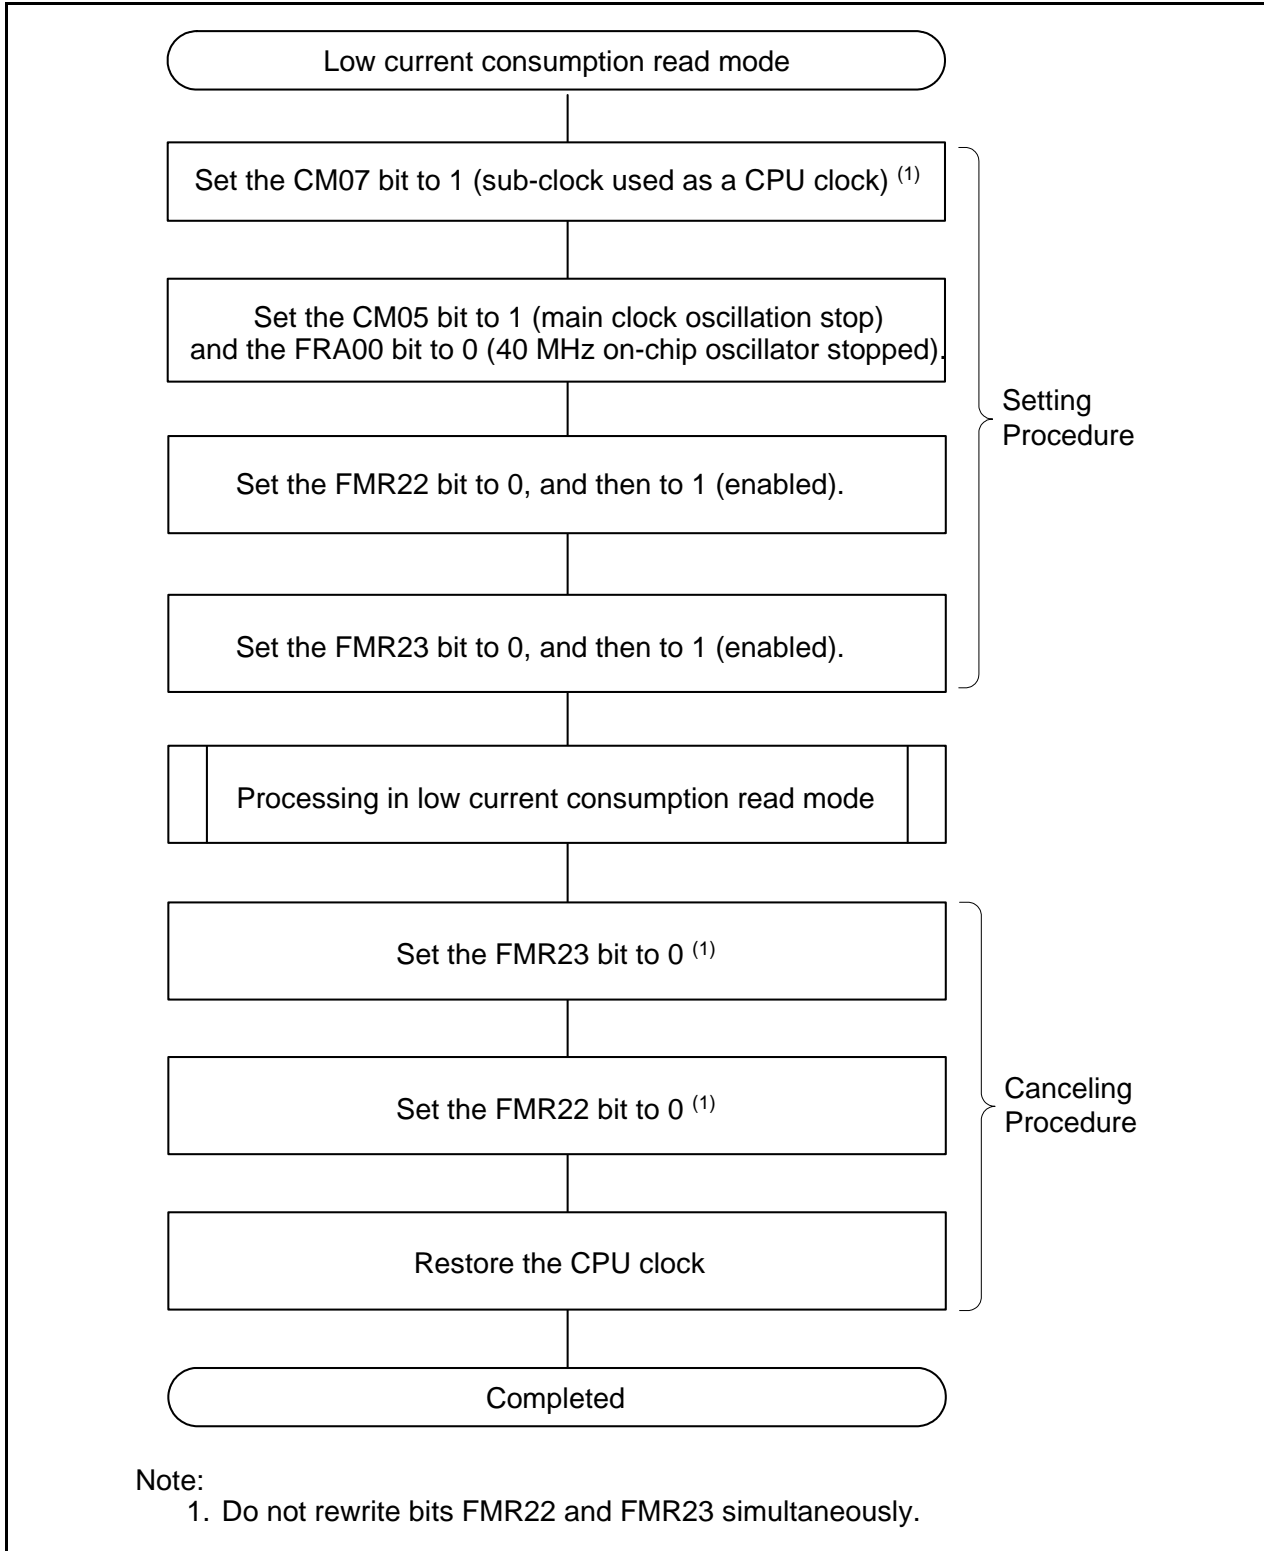 Low current consumption read mode
Set the CM07 bit to 1 (sub-clock used as a CPU clock) (1)
Set the CM05 bit to 1 (main clock oscillation stop)
and the FRA00 bit to 0 (40 MHz on-chip oscillator stopped).
Set the FMR22 bit to 0, and then to 1 (enabled).
Set the FMR23 bit to 0, and then to 1 (enabled).
Setting
Procedure
Processing in low current consumption read mode
Set the FMR23 bit to 0 (1)
Set the FMR22 bit to 0 (1)
Restore the CPU clock
Canceling
Procedure
Completed
Note:
1. Do not rewrite bits FMR22 and FMR23 simultaneously.